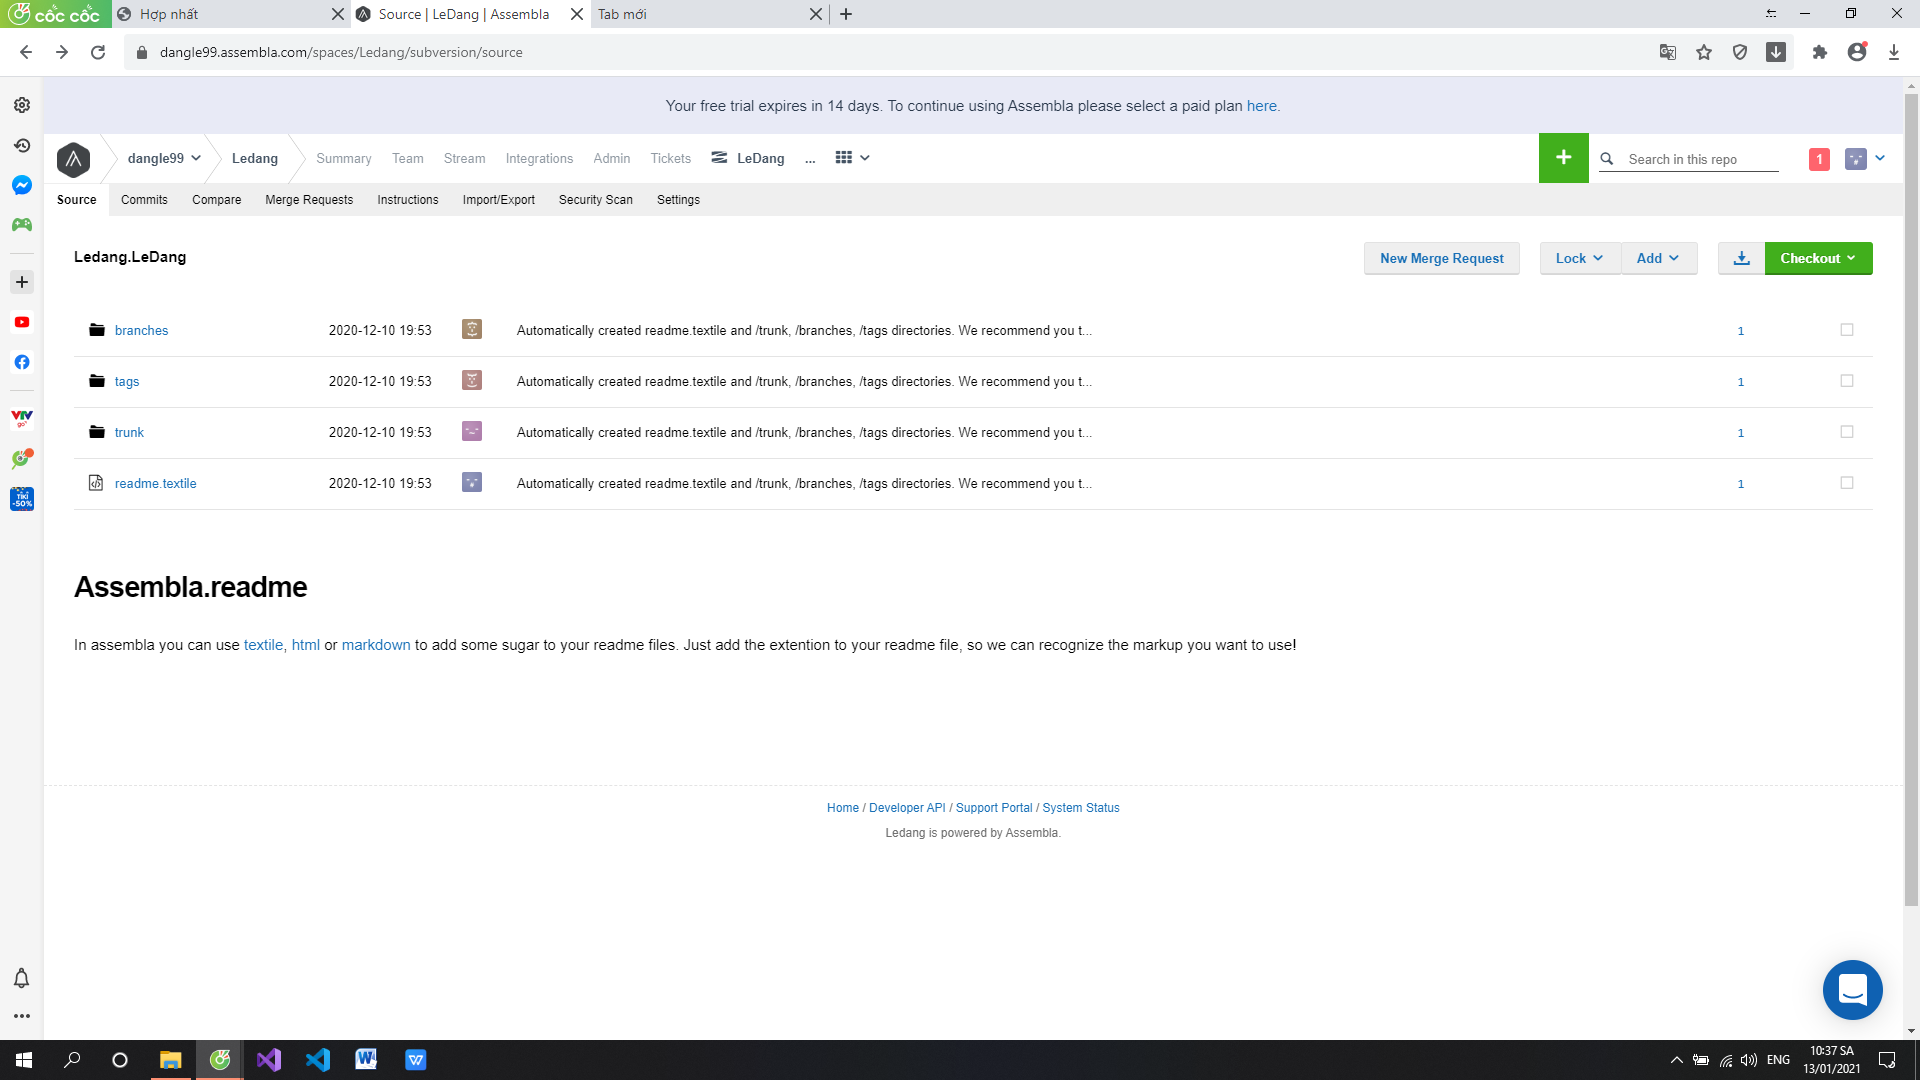 cốc cốc Hợp nhất Source | LeDang | Assembla Tab mới
dangle99.assembla.com/spaces/Ledang/subversion/source
Your free trial expires in 14 days. To continue using Assembla please select a paid plan here.
dangle99 Ledang Summary Team Stream Integrations Admin Tickets LeDang ... Search in this repo 1
Source Commits Compare Merge Requests Instructions Import/Export Security Scan Settings
Ledang.LeDang New Merge Request Lock Add Checkout
branches 2020-12-10 19:53 Automatically created readme.textile and /trunk, /branches, /tags directories. We recommend you t... 1
tags 2020-12-10 19:53 Automatically created readme.textile and /trunk, /branches, /tags directories. We recommend you t... 1
trunk 2020-12-10 19:53 Automatically created readme.textile and /trunk, /branches, /tags directories. We recommend you t... 1
readme.textile 2020-12-10 19:53 Automatically created readme.textile and /trunk, /branches, /tags directories. We recommend you t... 1
VTV
go
TIKI
-50%
Assembla.readme
In assembla you can use textile, html or markdown to add some sugar to your readme files. Just add the extention to your readme file, so we can recognize the markup you want to use!
Home / Developer API / Support Portal / System Status
Ledang is powered by Assembla.
ENG
10:37 SA
13/01/2021